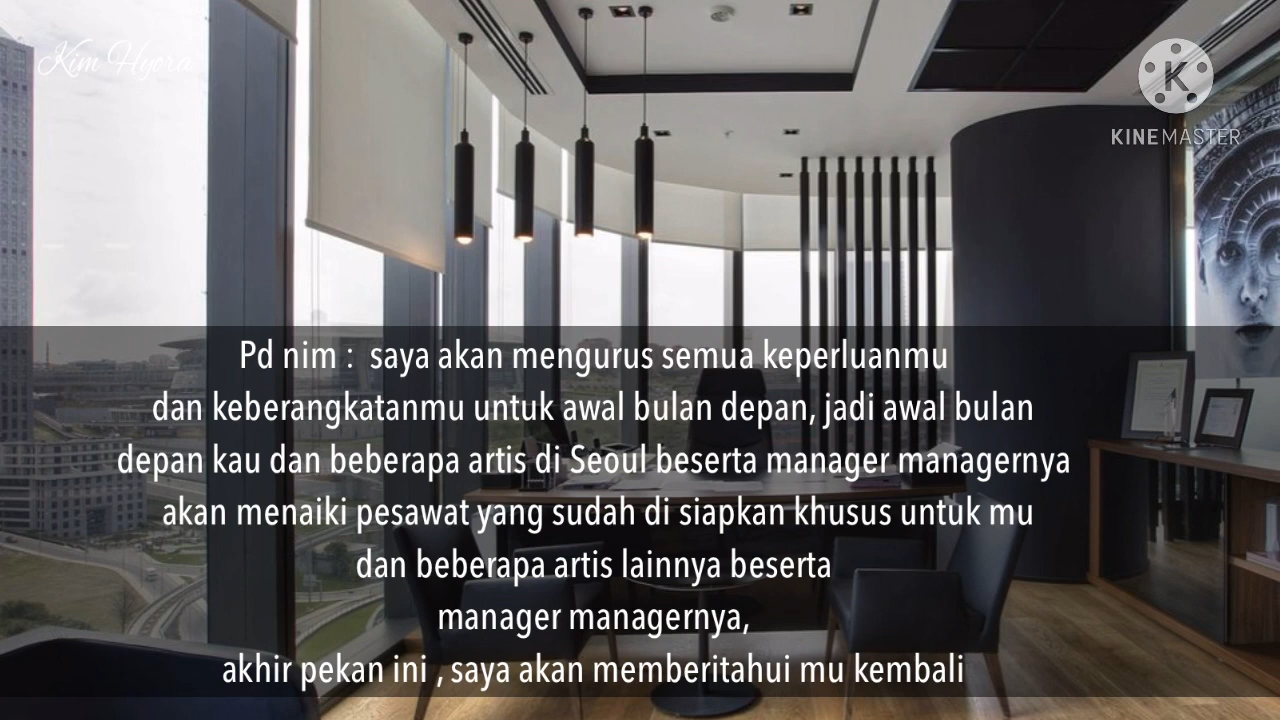 Kim Hyora
KINEMASTER
Pd nim : saya akan mengurus semua keperluanmu
dan keberangkatanmu untuk awal bulan depan, jadi awal bulan
depan kau dan beberapa artis di Seoul beserta manager managernya
akan menaiki pesawat yang sudah di siapkan khusus untuk mu
dan beberapa artis lainnya beserta
manager managernya,
akhir pekan ini , saya akan memberitahui mu kembali